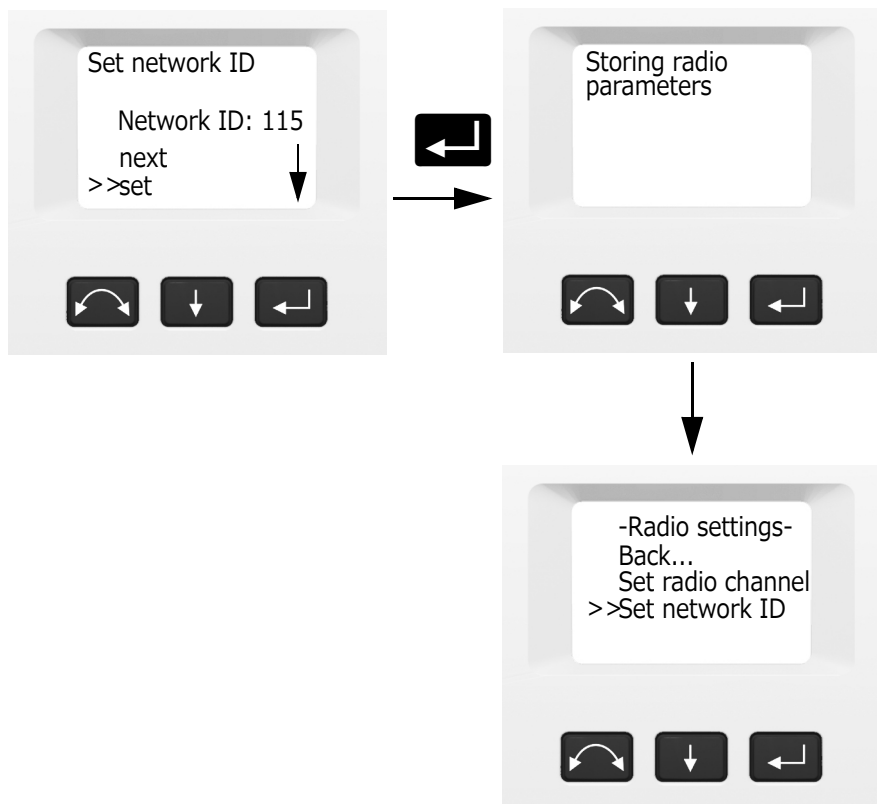 Set network ID
Network ID: 115
next
>>set
Storing radio
parameters
-Radio settings-
Back...
Set radio channel
>>Set network ID